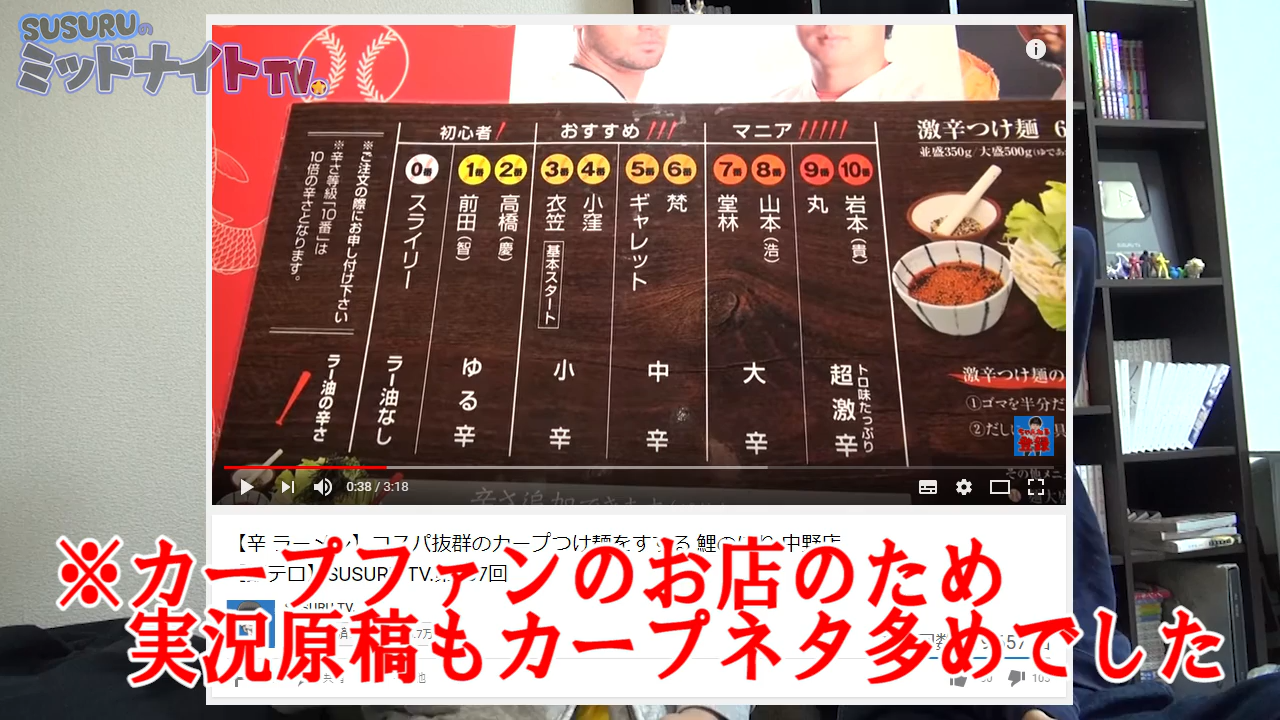 SUSURUの
ミッドナイトTV.
初心者
おすすめ
マニア
0番
1番
2番
3番
4番
5番
6番
7番
8番
9番
10番
スライリー
前田(智)
高橋(慶)
衣笠
基本スタート
小窪
ギャレット
梵
堂林
山本(浩)
丸
岩本(貴)
ラー油なし
ゆる辛
小辛
中辛
大辛
超激辛
トロ味たっぷり
※ご注文の際にお申し付け下さい
※辛さ等級「10番」は
10倍の辛さとなります。
ラー油の辛さ
激辛つけ麺 6
並盛350g/大盛500g(ゆであ
激辛つけ麺の
①ゴマを半分だ
②だし
辛さ追加できます
0:38 / 3:18
コスパ抜群のカープつけ麺をすする
中野店
SUSURU TV.
※カープファンのお店のため
実況原稿もカープネタ多めでした